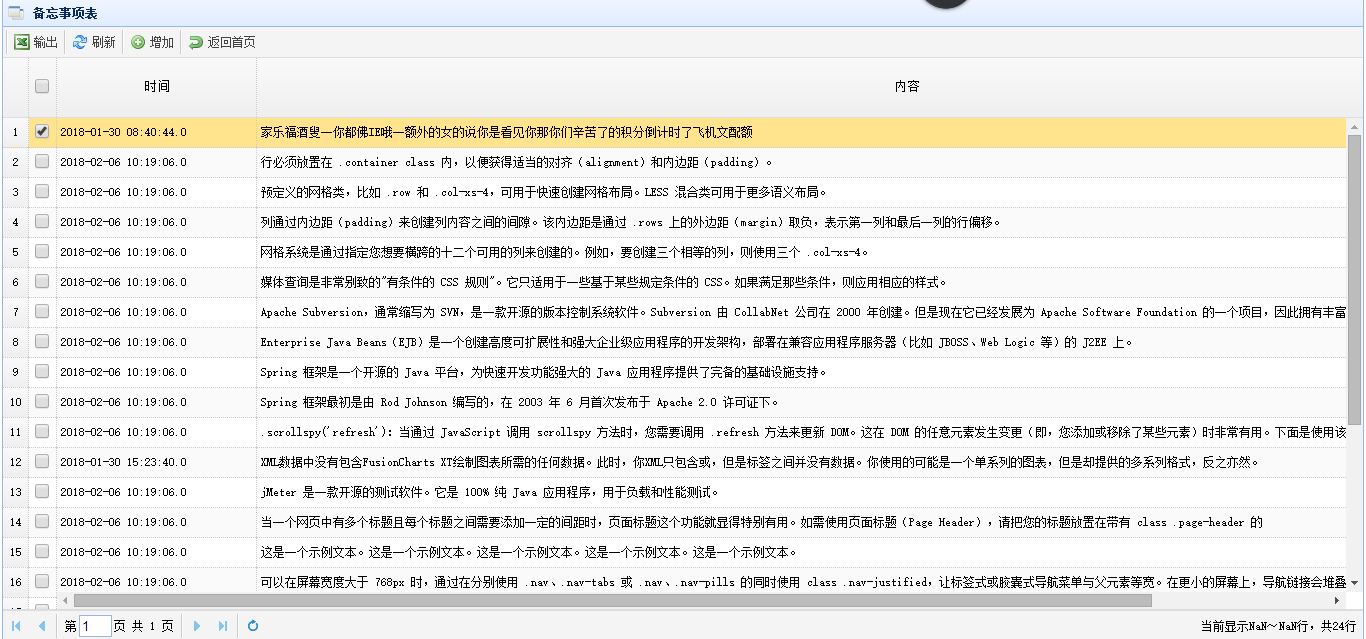 备忘事项表
输出 刷新 增加 返回首页
时间 内容
1 2018-01-30 08:40:44.0 家乐福酒叟一你都佛IE哦一额外的女的说你是看见你那你们辛苦了的积分倒计时了飞机文配额
2 2018-02-06 10:19:06.0 行必须放置在 .container class 内，以便获得适当的对齐（alignment）和内边距（padding）。
3 2018-02-06 10:19:06.0 预定义的网格类，比如 .row 和 .col-xs-4，可用于快速创建网格布局。LESS 混合类可用于更多语义布局。
4 2018-02-06 10:19:06.0 列通过内边距（padding）来创建列内容之间的间隙。该内边距是通过 .rows 上的外边距（margin）取负，表示第一列和最后一列的行偏移。
5 2018-02-06 10:19:06.0 网格系统是通过指定您想要横跨的十二个可用的列来创建的。例如，要创建三个相等的列，则使用三个 .col-xs-4。
6 2018-02-06 10:19:06.0 媒体查询是非常别致的"有条件的 CSS 规则"。它只适用于一些基于某些规定条件的 CSS。如果满足那些条件，则应用相应的样式。
7 2018-02-06 10:19:06.0 Apache Subversion，通常缩写为 SVN，是一款开源的版本控制系统软件。Subversion 由 CollabNet 公司在 2000 年创建。但是现在它已经发展为 Apache Software Foundation 的一个项目，因此拥有丰富
8 2018-02-06 10:19:06.0 Enterprise Java Beans（EJB）是一个创建高度可扩展性和强大企业级应用程序的开发架构，部署在兼容应用程序服务器（比如 JBOSS、Web Logic 等）的 J2EE 上。
9 2018-02-06 10:19:06.0 Spring 框架是一个开源的 Java 平台，为快速开发功能强大的 Java 应用程序提供了完备的基础设施支持。
10 2018-02-06 10:19:06.0 Spring 框架最初是由 Rod Johnson 编写的，在 2003 年 6 月首次发布于 Apache 2.0 许可证下。
11 2018-02-06 10:19:06.0 .scrollspy('refresh')：当通过 JavaScript 调用 scrollspy 方法时，您需要调用 .refresh 方法来更新 DOM。这在 DOM 的任意元素发生变更（即，您添加或移除了某些元素）时非常有用。下面是使用该
12 2018-01-30 15:23:40.0 XML数据中没有包含FusionCharts XT绘制图表所需的任何数据。此时，你XML只包含或，但是标签之间并没有数据。你使用的可能是一个单系列的图表，但是却提供的多系列格式，反之亦然。
13 2018-02-06 10:19:06.0 jMeter 是一款开源的测试软件。它是 100% 纯 Java 应用程序，用于负载和性能测试。
14 2018-02-06 10:19:06.0 当一个网页中有多个标题且每个标题之间需要添加一定的间距时，页面标题这个功能就显得特别有用。如需使用页面标题（Page Header），请把您的标题放置在带有 class .page-header 的
15 2018-02-06 10:19:06.0 这是一个示例文本。这是一个示例文本。这是一个示例文本。这是一个示例文本。这是一个示例文本。
16 2018-02-06 10:19:06.0 可以在屏幕宽度大于 768px 时，通过在分别使用 .nav、.nav-tabs 或 .nav、.nav-pills 的同时使用 class .nav-justified，让标签式或胶囊式导航菜单与父元素等宽。在更小的屏幕上，导航链接会堆叠
第 1 页 共 1 页 当前显示NaN～NaN行，共24行